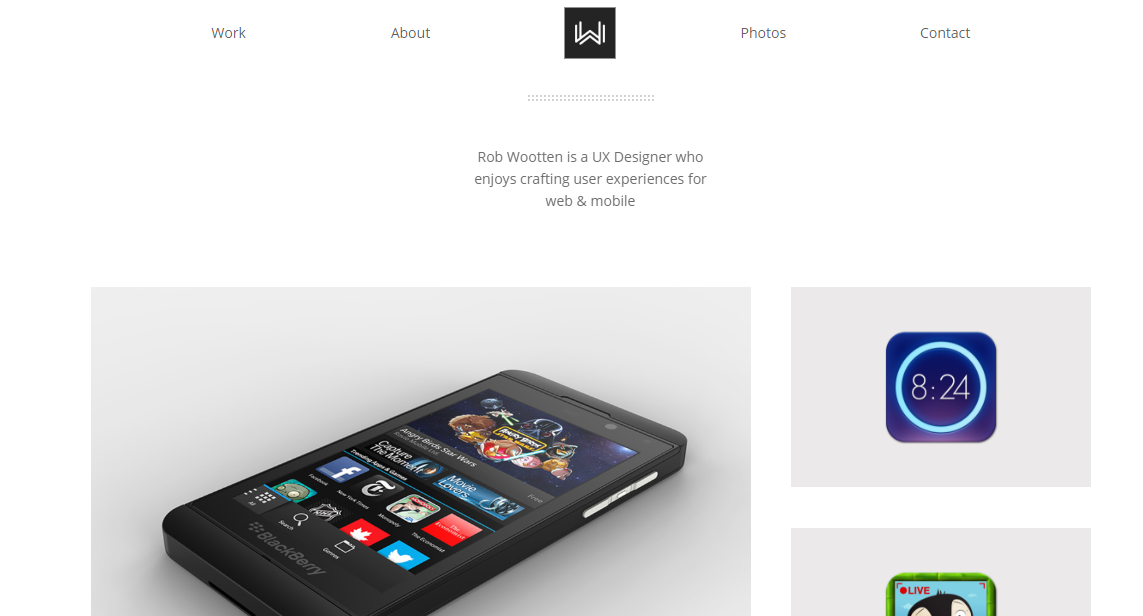 Work
About
Photos
Contact
Rob Wootten is a UX Designer who
enjoys crafting user experiences for
web & mobile
8:24
Angry Birds Star Wars
Free
Capture
The Moment
Movie
Lovers
Trending Apps & Games
Facebook
New York Times
Monopoly
The Economist
All
Search
Games
BlackBerry
LIVE